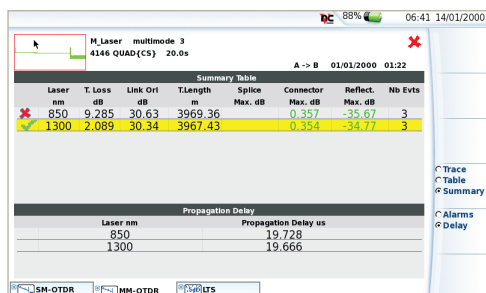 DC 88% 06:41 14/01/2000
M_Laser multimode 3
4146 QUAD{CS} 20.0s
A -> B 01/01/2000 01:22
Summary Table
Laser T. Loss Link Orl T.Length Splice Connector Reflect. Nb Evts
nm dB dB m Max. dB Max. dB Max. dB
850 9.285 30.63 3969.36 0.357 -35.67 3
1300 2.089 30.34 3967.43 0.354 -34.77 3
Trace
Table
Summary
Propagation Delay
Alarms
Delay
Laser nm Propagation Delay us
850 19.728
1300 19.666
SM-OTDR MM-OTDR LTS